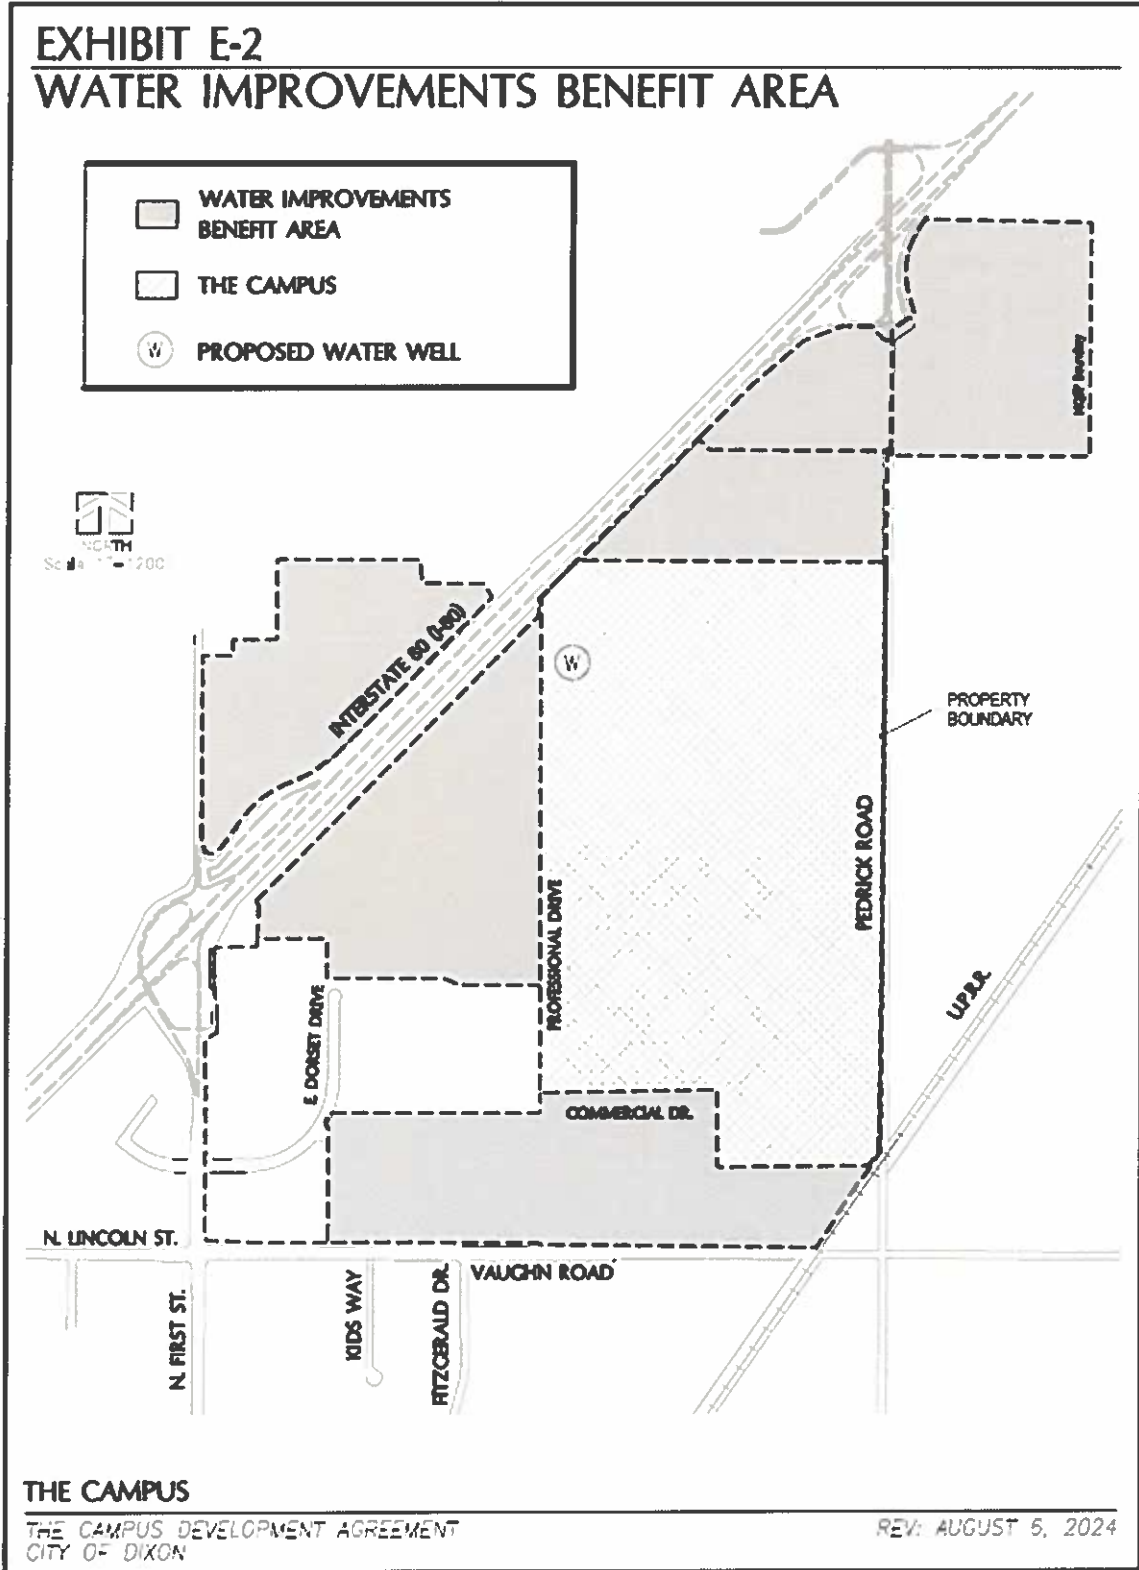 EXHIBIT E-2
WATER IMPROVEMENTS BENEFIT AREA
WATER IMPROVEMENTS
BENEFIT AREA
THE CAMPUS
W
PROPOSED WATER WELL
Boundary
NORTH
INTERSTATE 80 (I-80)
W
PROPERTY
BOUNDARY
PEDRICK ROAD
PROFESSIONAL DRIVE
U.P.R.R.
E. DORSET DRIVE
COMMERCIAL DR.
N. LINCOLN ST.
VAUGHN ROAD
N. FIRST ST.
KIDS WAY
FITZGERALD DR.
THE CAMPUS
THE CAMPUS DEVELOPMENT AGREEMENT
CITY OF DIXON
REV: AUGUST 5, 2024